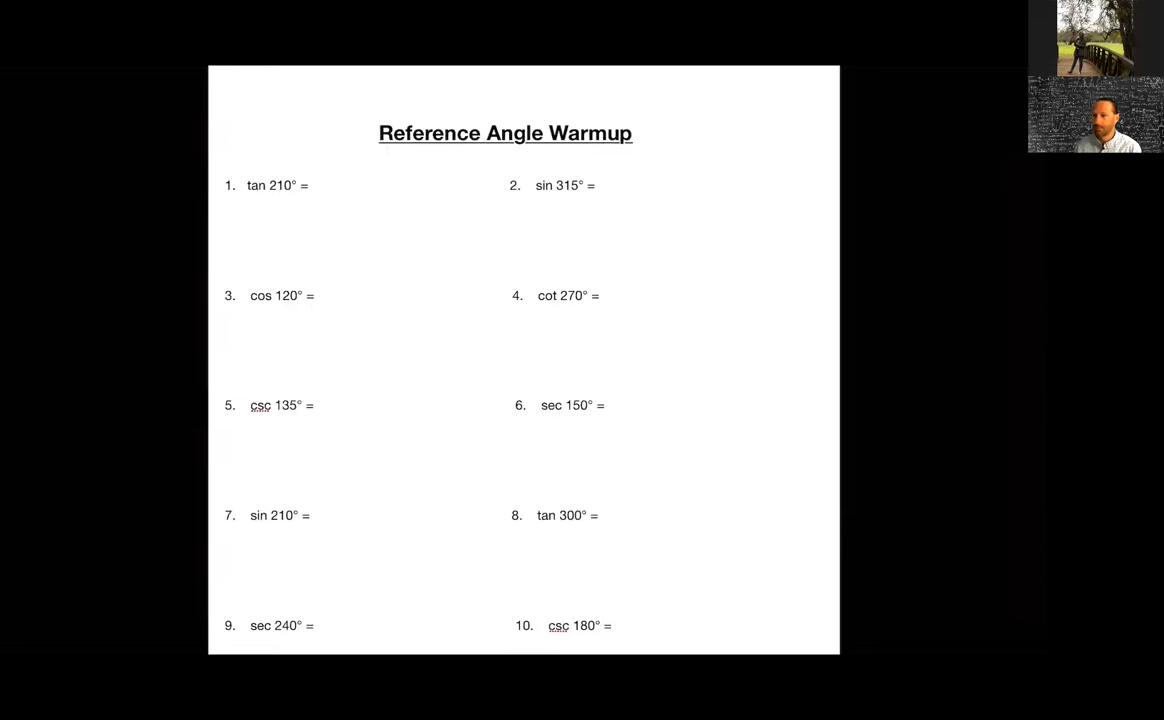 Reference Angle Warmup
1. tan 210° =
2. sin 315° =
3. cos 120° =
4. cot 270° =
5. csc 135° =
6. sec 150° =
7. sin 210° =
8. tan 300° =
9. sec 240° =
10. csc 180° =